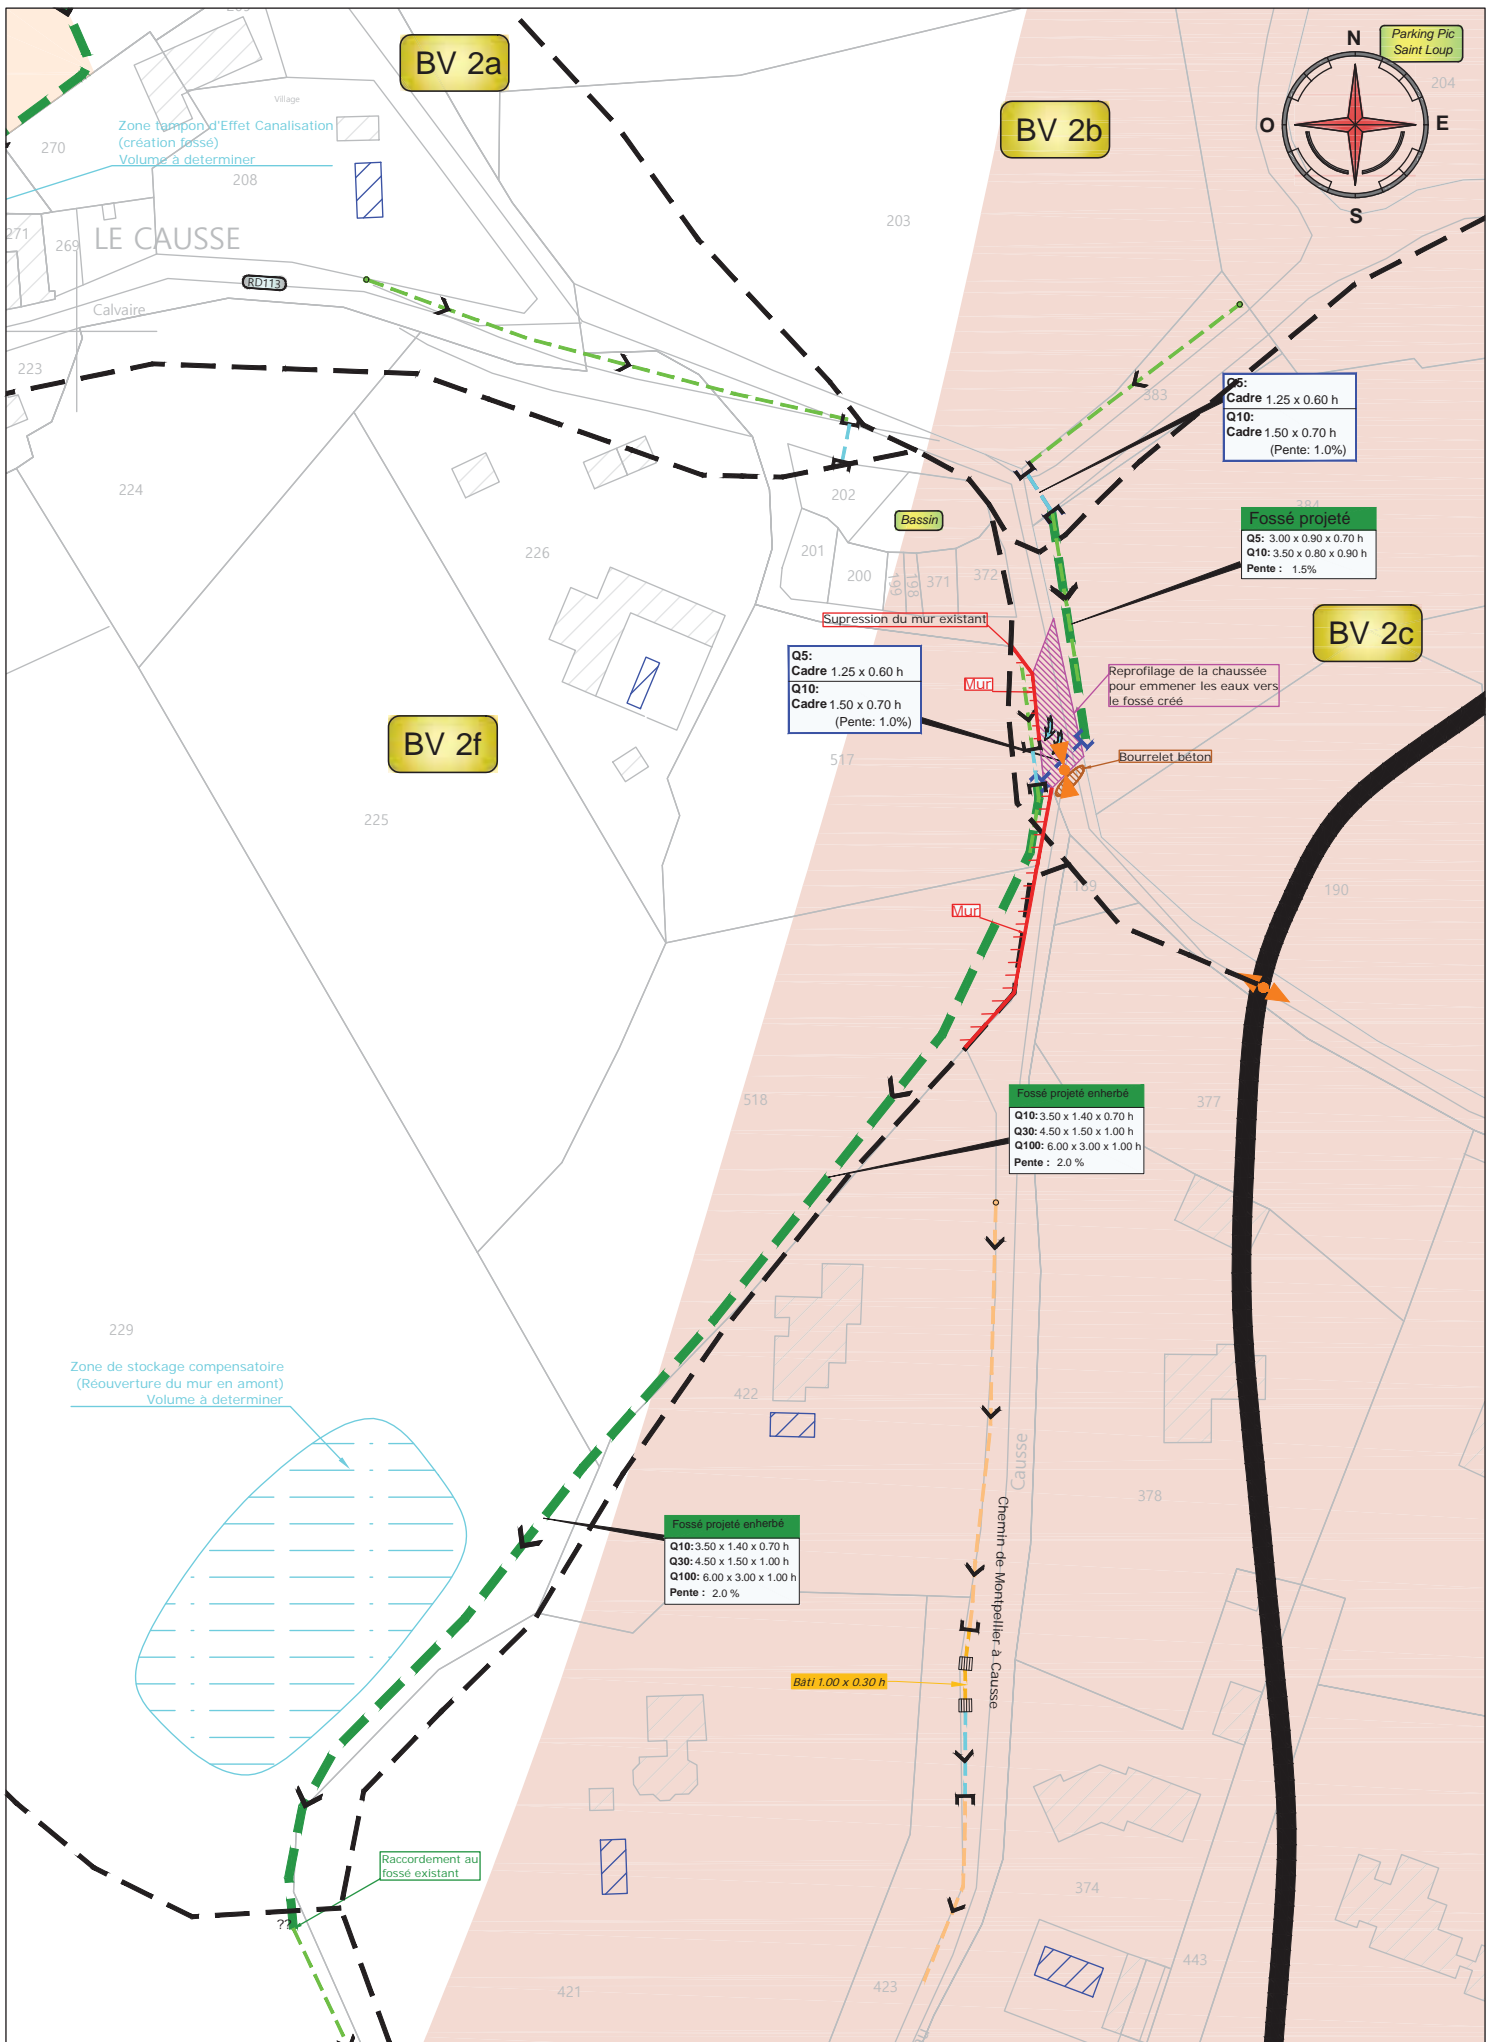 BV 2a
Parking Pic
Saint Loup
N
O
E
S
204
BV 2b
Village
Zone tampon d'Effet Canalisation
(création fossé)
Volume à determiner
270
208
203
271
269
LE CAUSSE
RD113
Calvaire
223
383
Q5:
Cadre 1.25 x 0.60 h
Q10:
Cadre 1.50 x 0.70 h
(Pente: 1.0%)
224
202
384
Bassin
Fossé projeté
Q5: 3.00 x 0.90 x 0.70 h
Q10: 3.50 x 0.80 x 0.90 h
Pente : 1.5%
226
201
200
199
198
371
372
Supression du mur existant
BV 2c
Q5:
Cadre 1.25 x 0.60 h
Q10:
Cadre 1.50 x 0.70 h
(Pente: 1.0%)
Mur
Reprofilage de la chaussée
pour emmener les eaux vers
le fossé créé
BV 2f
517
Bourrelet béton
225
189
190
Mur
518
377
Fossé projeté enherbé
Q10: 3.50 x 1.40 x 0.70 h
Q30: 4.50 x 1.50 x 1.00 h
Q100: 6.00 x 3.00 x 1.00 h
Pente : 2.0 %
229
Zone de stockage compensatoire
(Réouverture du mur en amont)
Volume à determiner
422
Causse
378
Chemin de Montpellier à Causse
Fossé projeté enherbé
Q10: 3.50 x 1.40 x 0.70 h
Q30: 4.50 x 1.50 x 1.00 h
Q100: 6.00 x 3.00 x 1.00 h
Pente : 2.0 %
Bâti 1.00 x 0.30 h
Raccordement au
fossé existant
374
??
443
421
423